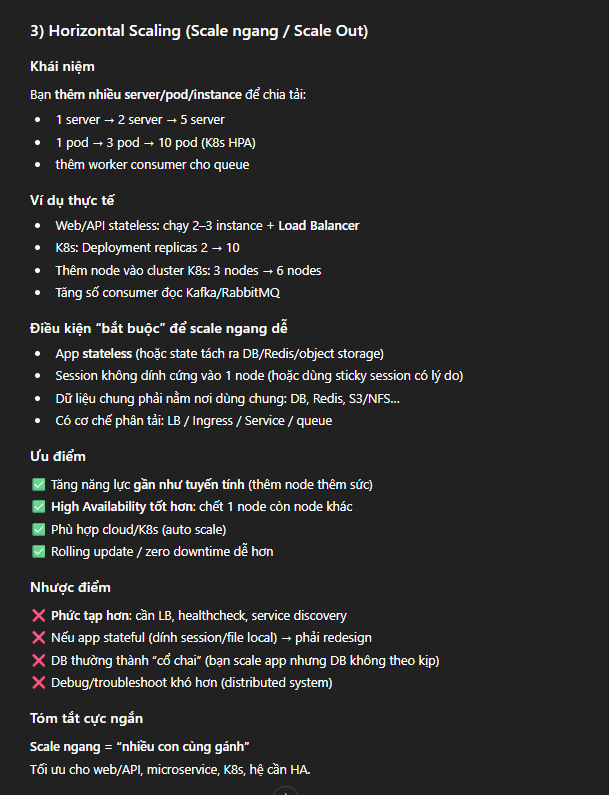 3) Horizontal Scaling (Scale ngang / Scale Out)
Khái niệm
Bạn thêm nhiều server/pod/instance để chia tải:
• 1 server → 2 server → 5 server
• 1 pod → 3 pod → 10 pod (K8s HPA)
• thêm worker consumer cho queue
Ví dụ thực tế
• Web/API stateless: chạy 2–3 instance + Load Balancer
• K8s: Deployment replicas 2 → 10
• Thêm node vào cluster K8s: 3 nodes → 6 nodes
• Tăng số consumer đọc Kafka/RabbitMQ
Điều kiện “bắt buộc” để scale ngang dễ
• App stateless (hoặc state tách ra DB/Redis/object storage)
• Session không dính cứng vào 1 node (hoặc dùng sticky session có lý do)
• Dữ liệu chung phải nằm nơi dùng chung: DB, Redis, S3/NFS...
• Có cơ chế phân tải: LB / Ingress / Service / queue
Ưu điểm
✅ Tăng năng lực gần như tuyến tính (thêm node thêm sức)
✅ High Availability tốt hơn: chết 1 node còn node khác
✅ Phù hợp cloud/K8s (auto scale)
✅ Rolling update / zero downtime dễ hơn
Nhược điểm
❌ Phức tạp hơn: cần LB, healthcheck, service discovery
❌ Nếu app stateful (dính session/file local) → phải redesign
❌ DB thường thành “cổ chai” (bạn scale app nhưng DB không theo kịp)
❌ Debug/troubleshoot khó hơn (distributed system)
Tóm tắt cực ngắn
Scale ngang = “nhiều con cùng gánh”
Tối ưu cho web/API, microservice, K8s, hệ cần HA.